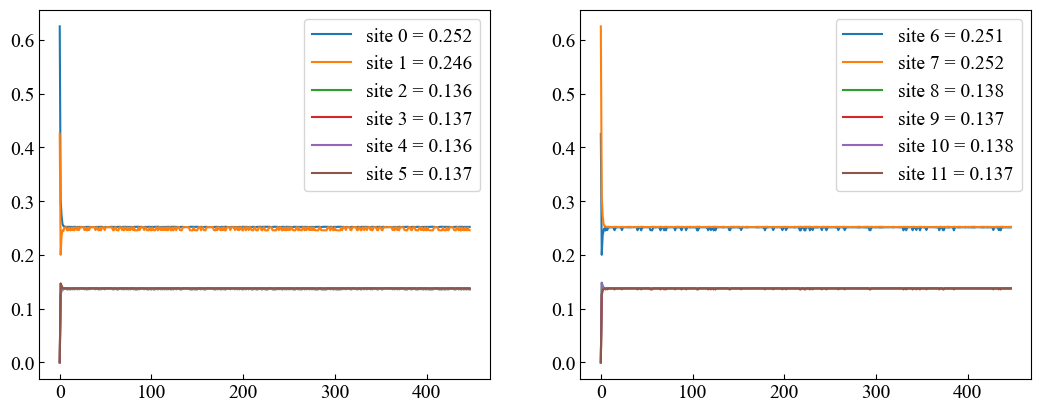 0.6
0.5
0.4
0.3
0.2
0.1
0.0
0 100 200 300 400
site 0 = 0.252
site 1 = 0.246
site 2 = 0.136
site 3 = 0.137
site 4 = 0.136
site 5 = 0.137
0.6
0.5
0.4
0.3
0.2
0.1
0.0
0 100 200 300 400
site 6 = 0.251
site 7 = 0.252
site 8 = 0.138
site 9 = 0.137
site 10 = 0.138
site 11 = 0.137